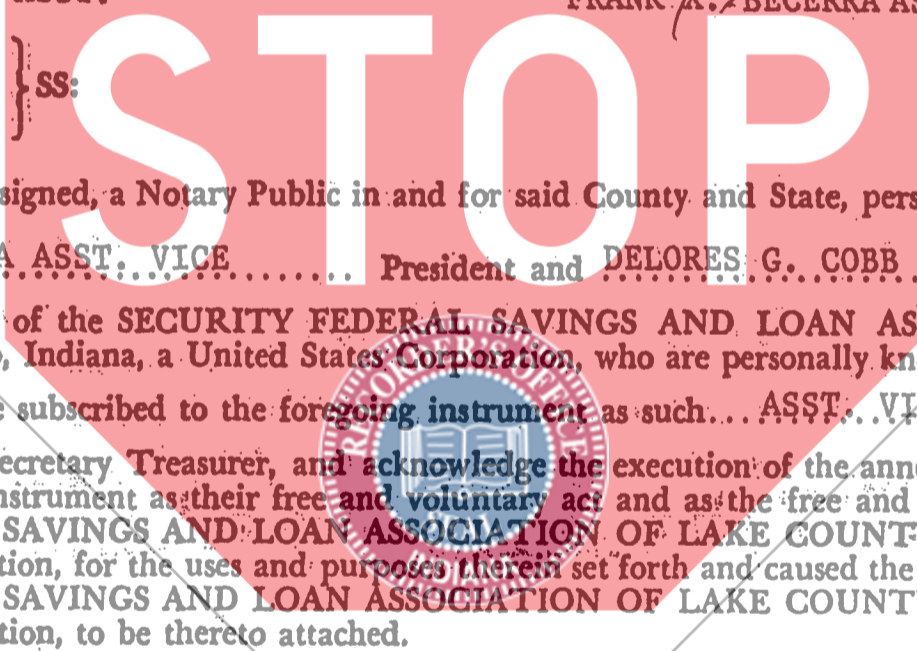 FRANK A. BECERRA AS
STOP
SS:
signed, a Notary Public in and for said County and State, pers
A ASST. VICE ........ President and DELORES G. COBB
of the SECURITY FEDERAL SAVINGS AND LOAN AS
, Indiana, a United States Corporation, who are personally kn
e subscribed to the foregoing instrument as such... ASST. VI
ecretary Treasurer, and acknowledge the execution of the ann
nstrument as their free and voluntary act and as the free and
SAVINGS AND LOAN ASSOCIATION OF LAKE COUNT
tion, for the uses and purposes therein set forth and caused the
SAVINGS AND LOAN ASSOCIATION OF LAKE COUNT
tion, to be thereto attached.
RECORDER'S OFFICE
SEAL